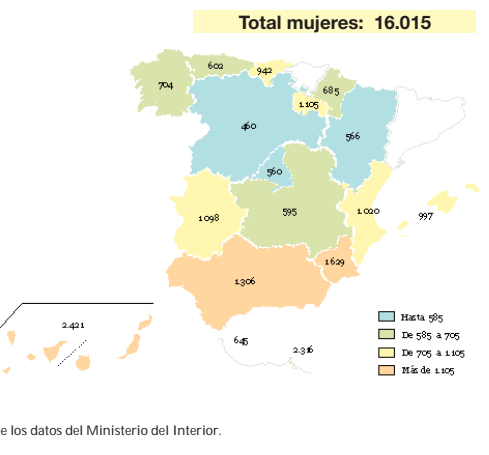 Total mujeres: 16.015
602
942
704
685
1.105
460
566
560
1.098
595
1.020
997
1.629
1.306
2.421
645
2.316
Hasta 585
De 585 a 705
De 705 a 1.105
Más de 1.105
e los datos del Ministerio del Interior.